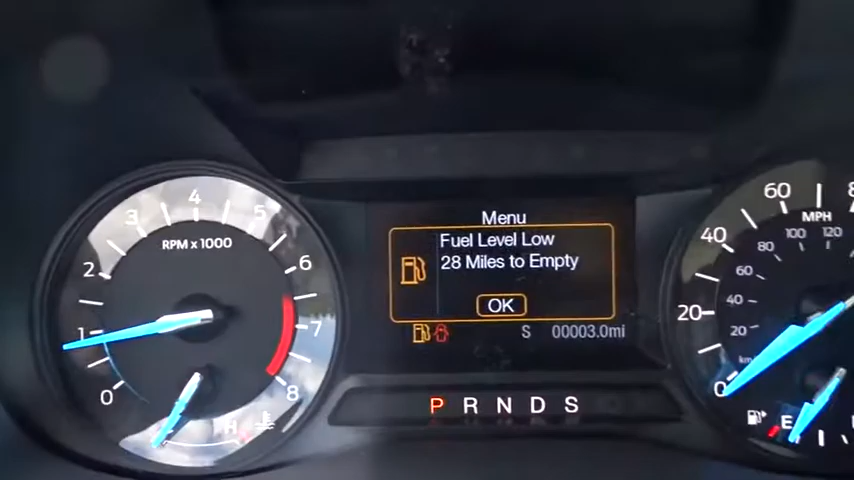 Menu
Fuel Level Low
28 Miles to Empty
OK
S 00003.0mi
P R N D S
0 1 2 3 4 5 6 7 8
RPM x 1000
H
0 20 40 60
MPH
km/h
20 40 60 80 100 120
E